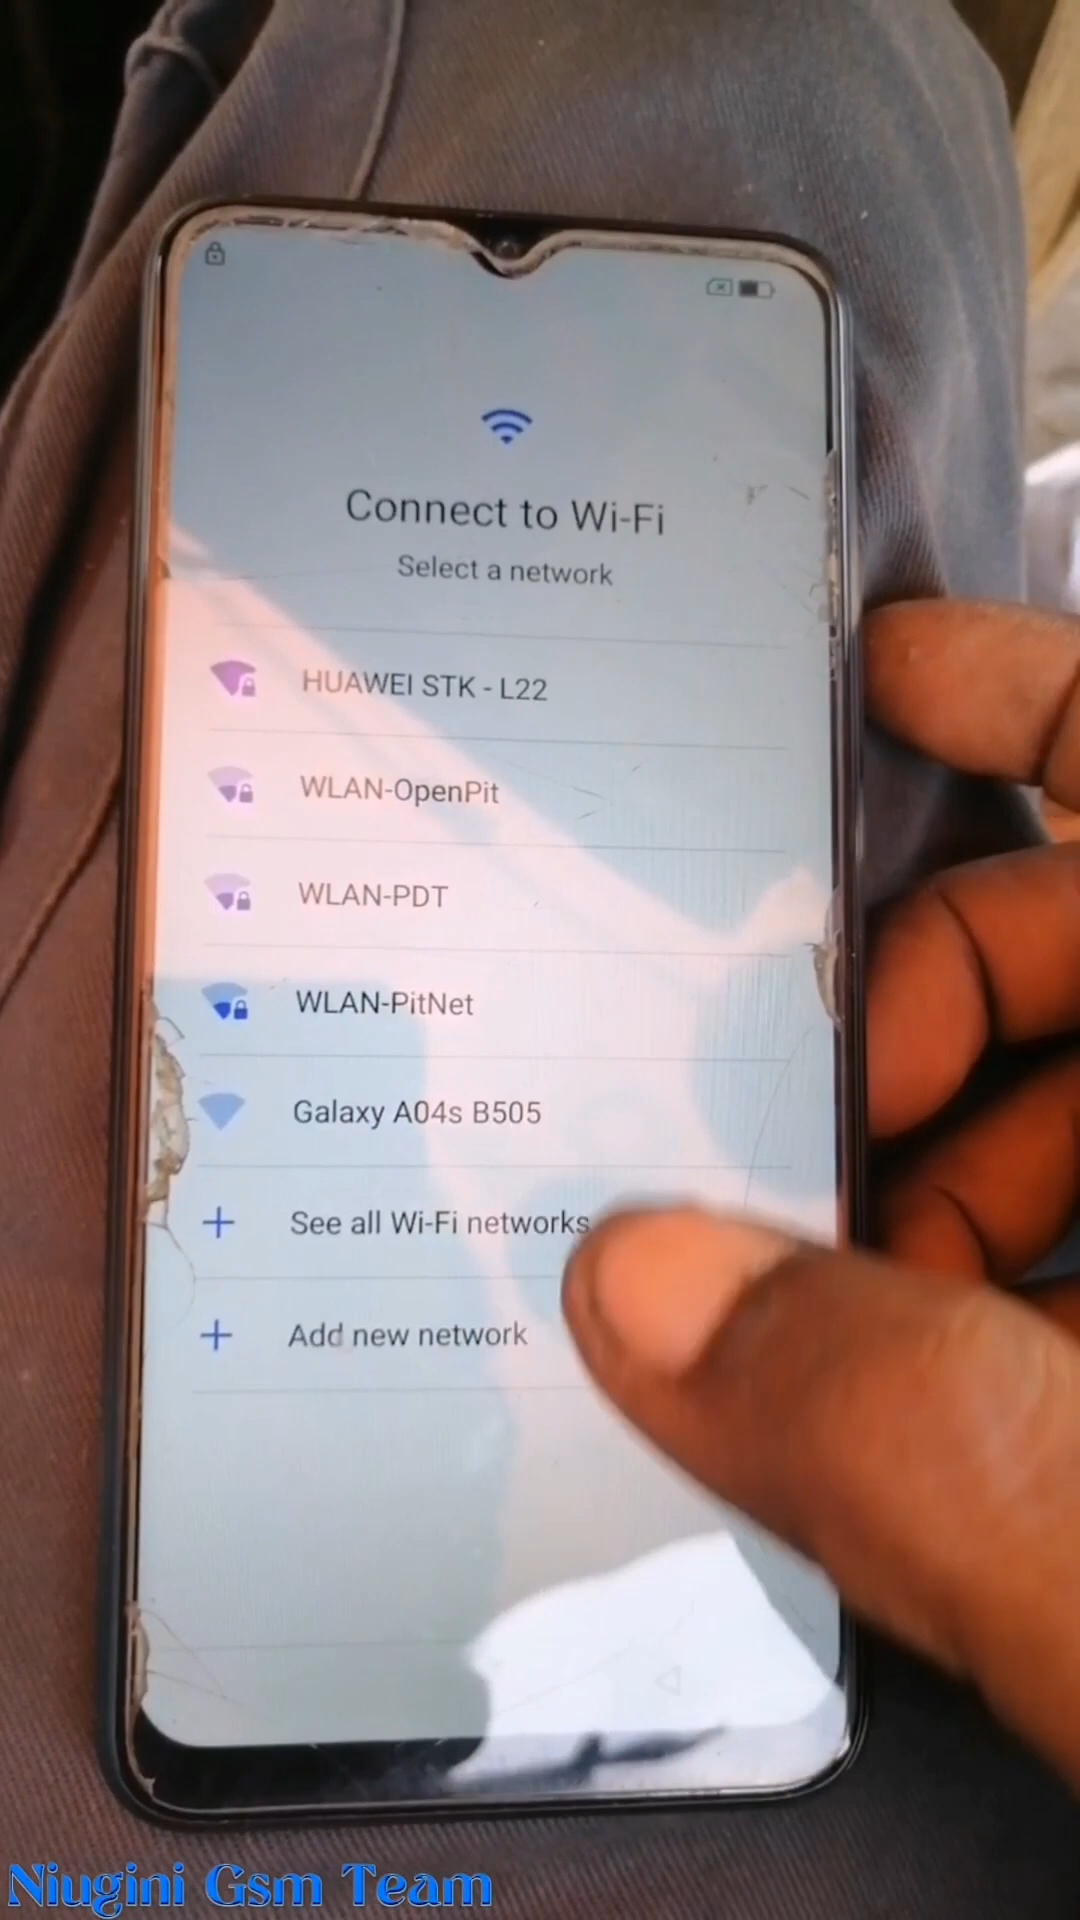 Connect to Wi-Fi
Select a network
HUAWEI STK - L22
WLAN-OpenPit
WLAN-PDT
WLAN-PitNet
Galaxy A04s B505
See all Wi-Fi networks
Add new network
Niugini Gsm Team